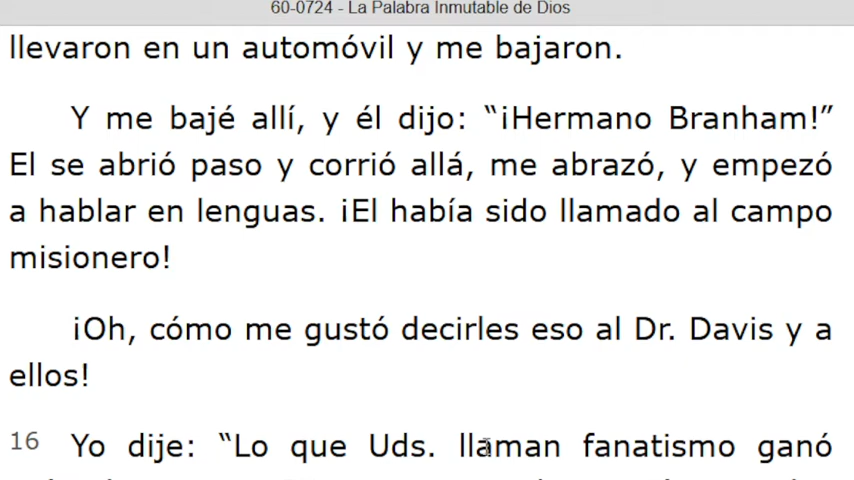 60-0724 - La Palabra Inmutable de Dios
llevaron en un automóvil y me bajaron.
Y me bajé allí, y él dijo: “¡Hermano Branham!”
El se abrió paso y corrió allá, me abrazó, y empezó
a hablar en lenguas. ¡El había sido llamado al campo
misionero!
¡Oh, cómo me gustó decirles eso al Dr. Davis y a
ellos!
16 Yo dije: “Lo que Uds. llaman fanatismo ganó